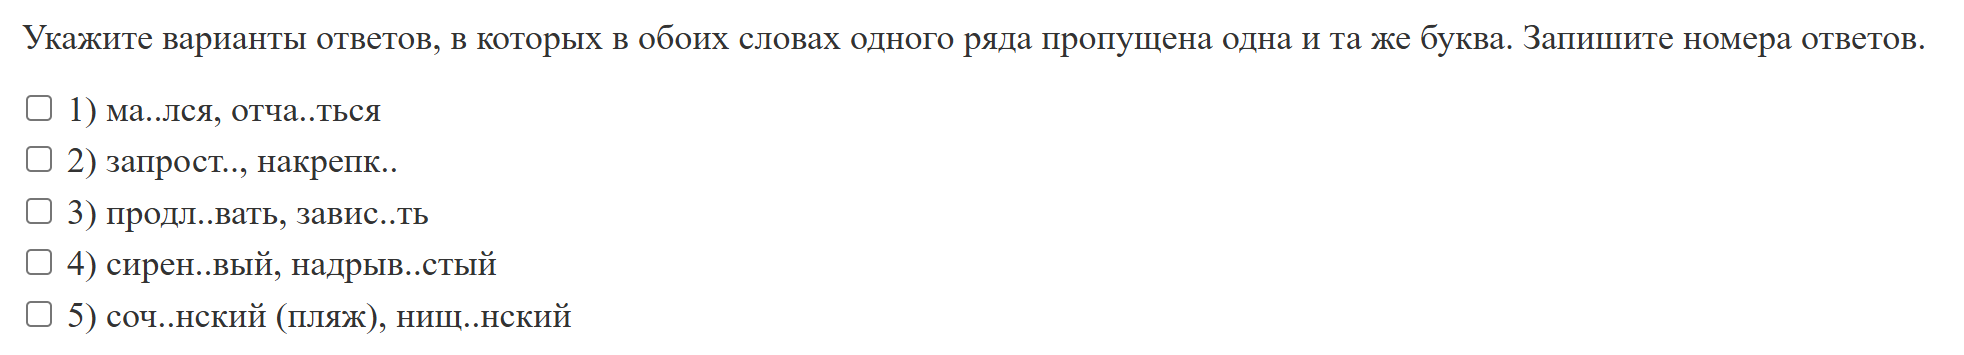 Укажите варианты ответов, в которых в обоих словах одного ряда пропущена одна и та же буква. Запишите номера ответов.
1) ма..лся, отча..ться
2) запрост.., накрепк..
3) продл..вать, завис..ть
4) сирен..вый, надрыв..стый
5) соч..нский (пляж), нищ..нский